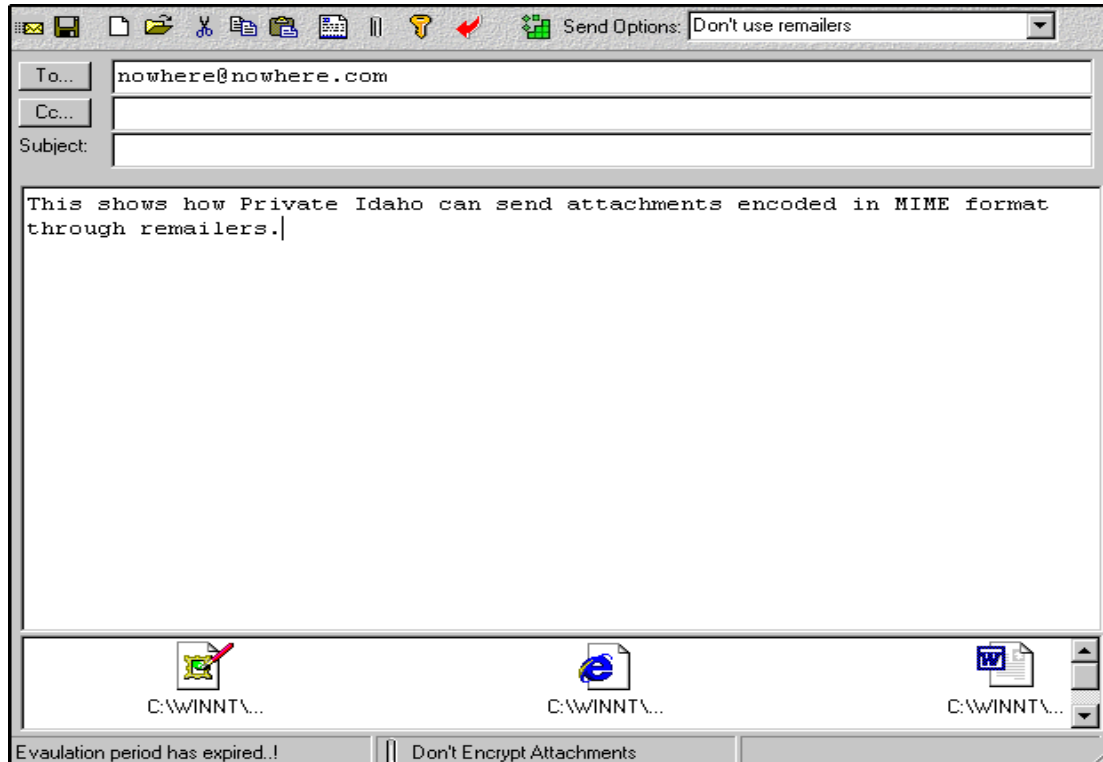 Send Options: Don't use remailers
To... nowhere@nowhere.com
Cc...
Subject:
This shows how Private Idaho can send attachments encoded in MIME format
through remailers.
C:\WINNT\... C:\WINNT\... C:\WINNT\...
Evaulation period has expired..! Don't Encrypt Attachments